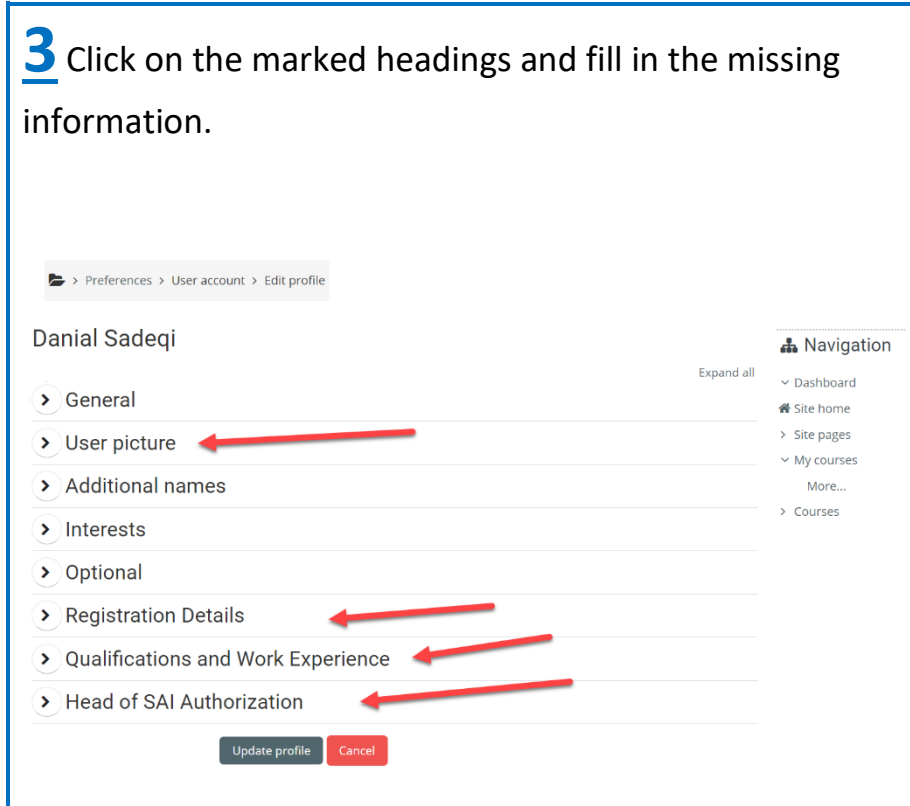 3 Click on the marked headings and fill in the missing
information.
> Preferences > User account > Edit profile
Danial Sadeqi
Navigation
Expand all
Dashboard
General
Site home
User picture
Site pages
My courses
Additional names
More...
Courses
Interests
Optional
Registration Details
Qualifications and Work Experience
Head of SAI Authorization
Update profile Cancel